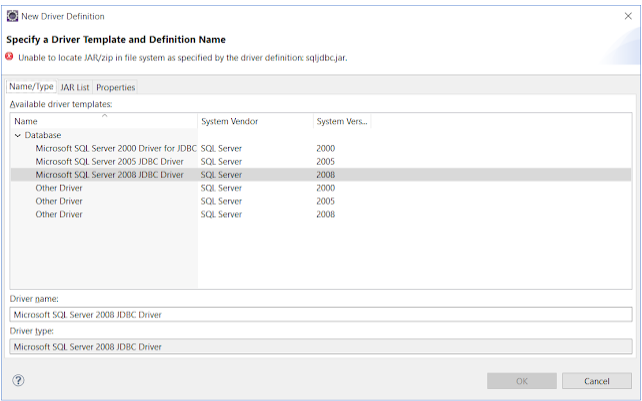 New Driver Definition
Specify a Driver Template and Definition Name
Unable to locate JAR/zip in file system as specified by the driver definition: sqljdbc.jar.
Name/Type JAR List Properties
Available driver templates:
Name System Vendor System Vers...
Database
Microsoft SQL Server 2000 Driver for JDBC SQL Server 2000
Microsoft SQL Server 2005 JDBC Driver SQL Server 2005
Microsoft SQL Server 2008 JDBC Driver SQL Server 2008
Other Driver SQL Server 2000
Other Driver SQL Server 2005
Other Driver SQL Server 2008
Driver name:
Microsoft SQL Server 2008 JDBC Driver
Driver type:
Microsoft SQL Server 2008 JDBC Driver
? OK Cancel